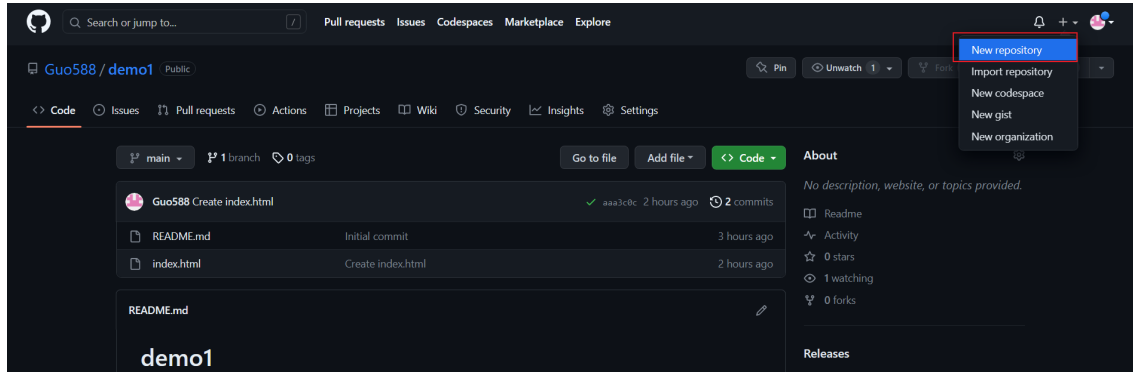 Search or jump to... / Pull requests Issues Codespaces Marketplace Explore
New repository
Import repository
New codespace
New gist
New organization
Guo588 / demo1 Public Pin Unwatch 1 Fork
Code Issues Pull requests Actions Projects Wiki Security Insights Settings
main 1 branch 0 tags Go to file Add file Code
Guo588 Create index.html aaa3c0c 2 hours ago 2 commits
README.md Initial commit 3 hours ago
index.html Create index.html 2 hours ago
README.md
demo1
About
No description, website, or topics provided.
Readme
Activity
0 stars
1 watching
0 forks
Releases